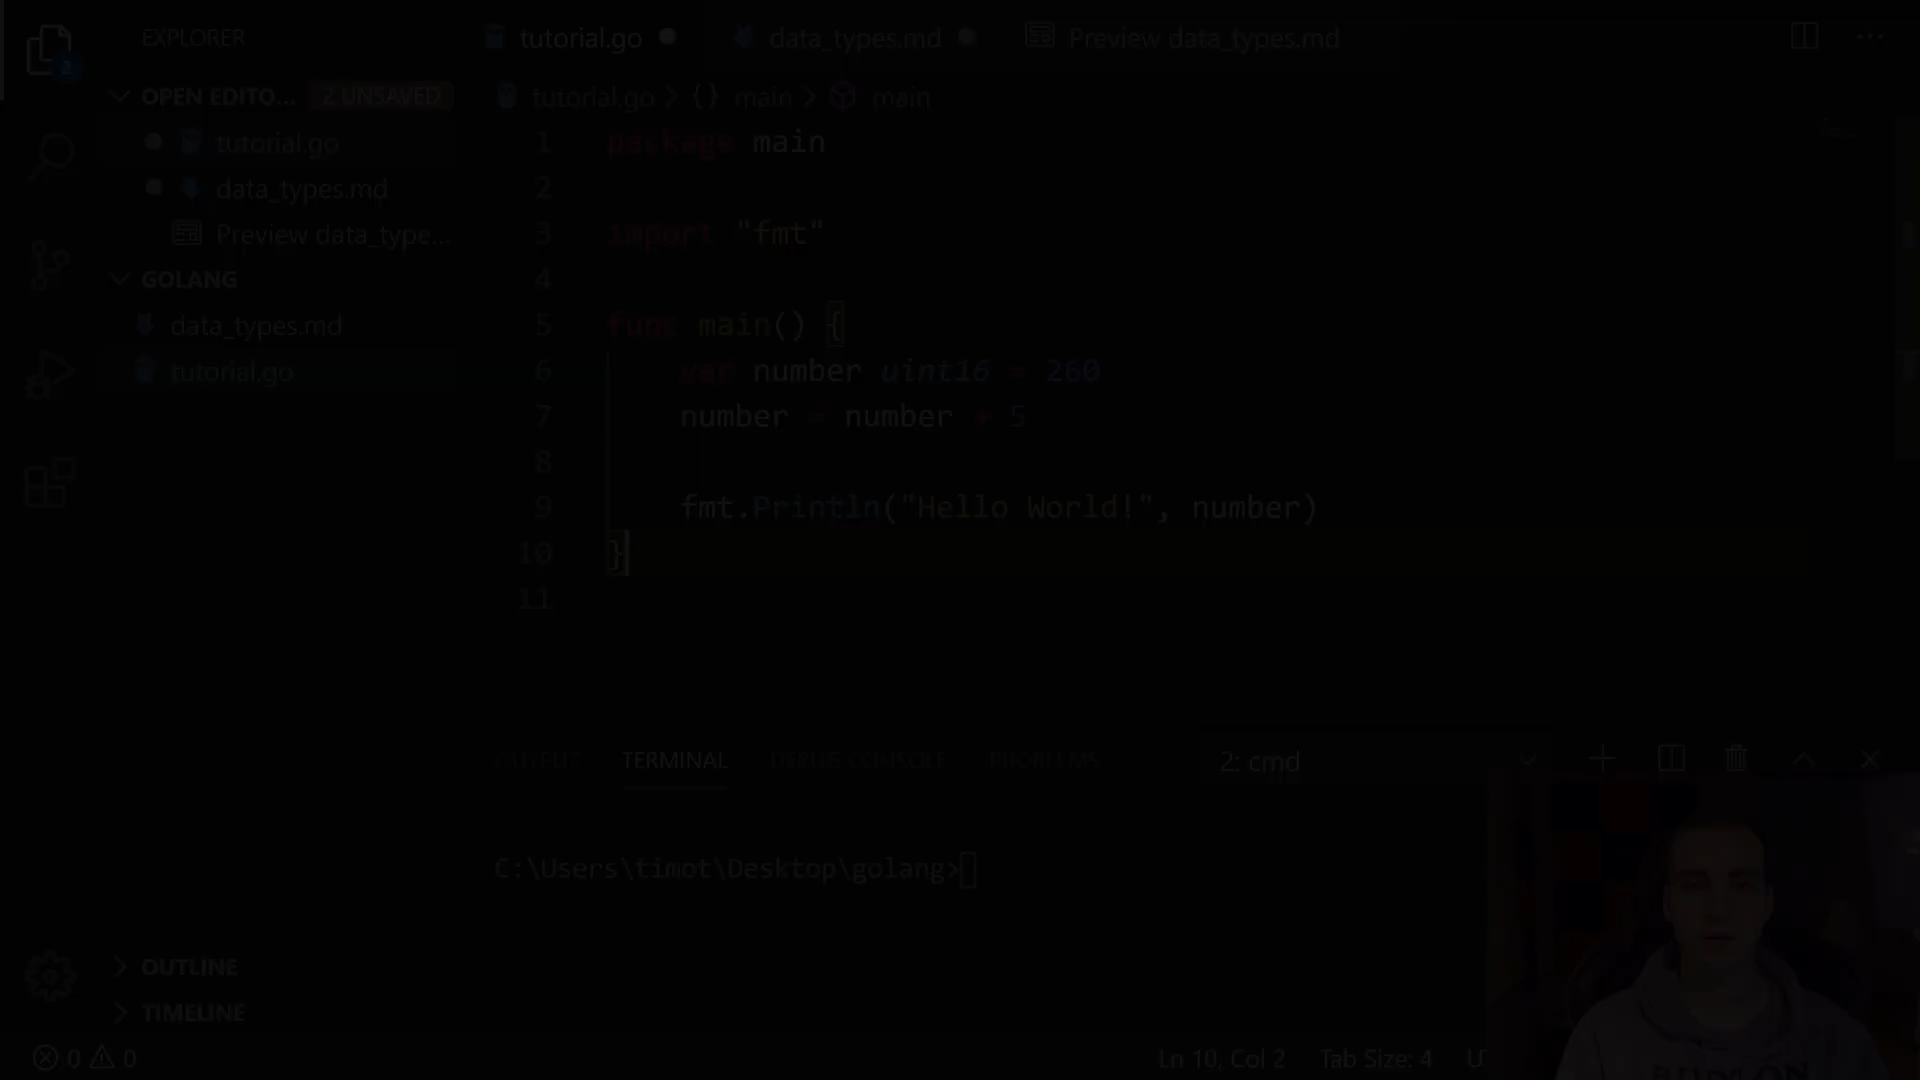 EXPLORER
tutorial.go
data_types.md
Preview data_types.md
OPEN EDITO... 2 UNSAVED
tutorial.go
data_types.md
Preview data_type...
GOLANG
data_types.md
tutorial.go
tutorial.go > {} main > main
1 package main
2
3 import "fmt"
4
5 func main() {
6 var number uint16 = 260
7 number = number + 5
8
9 fmt.Println("Hello World!", number)
10 }
11
OUTPUT TERMINAL DEBUG CONSOLE PROBLEMS
2: cmd
C:\Users\timot\Desktop\golang>
OUTLINE
TIMELINE
0 0
Ln 10, Col 2 Tab Size: 4
2